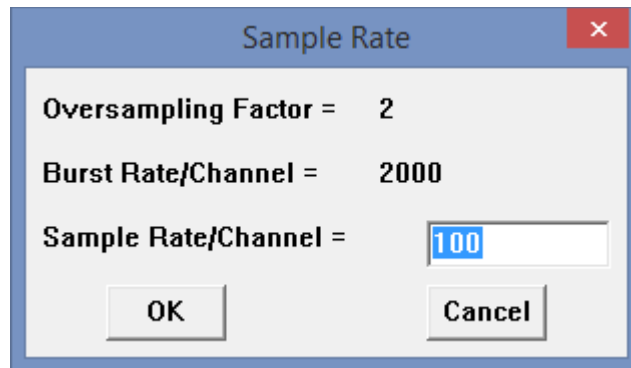 Sample Rate
Oversampling Factor = 2
Burst Rate/Channel = 2000
Sample Rate/Channel = 100
OK Cancel